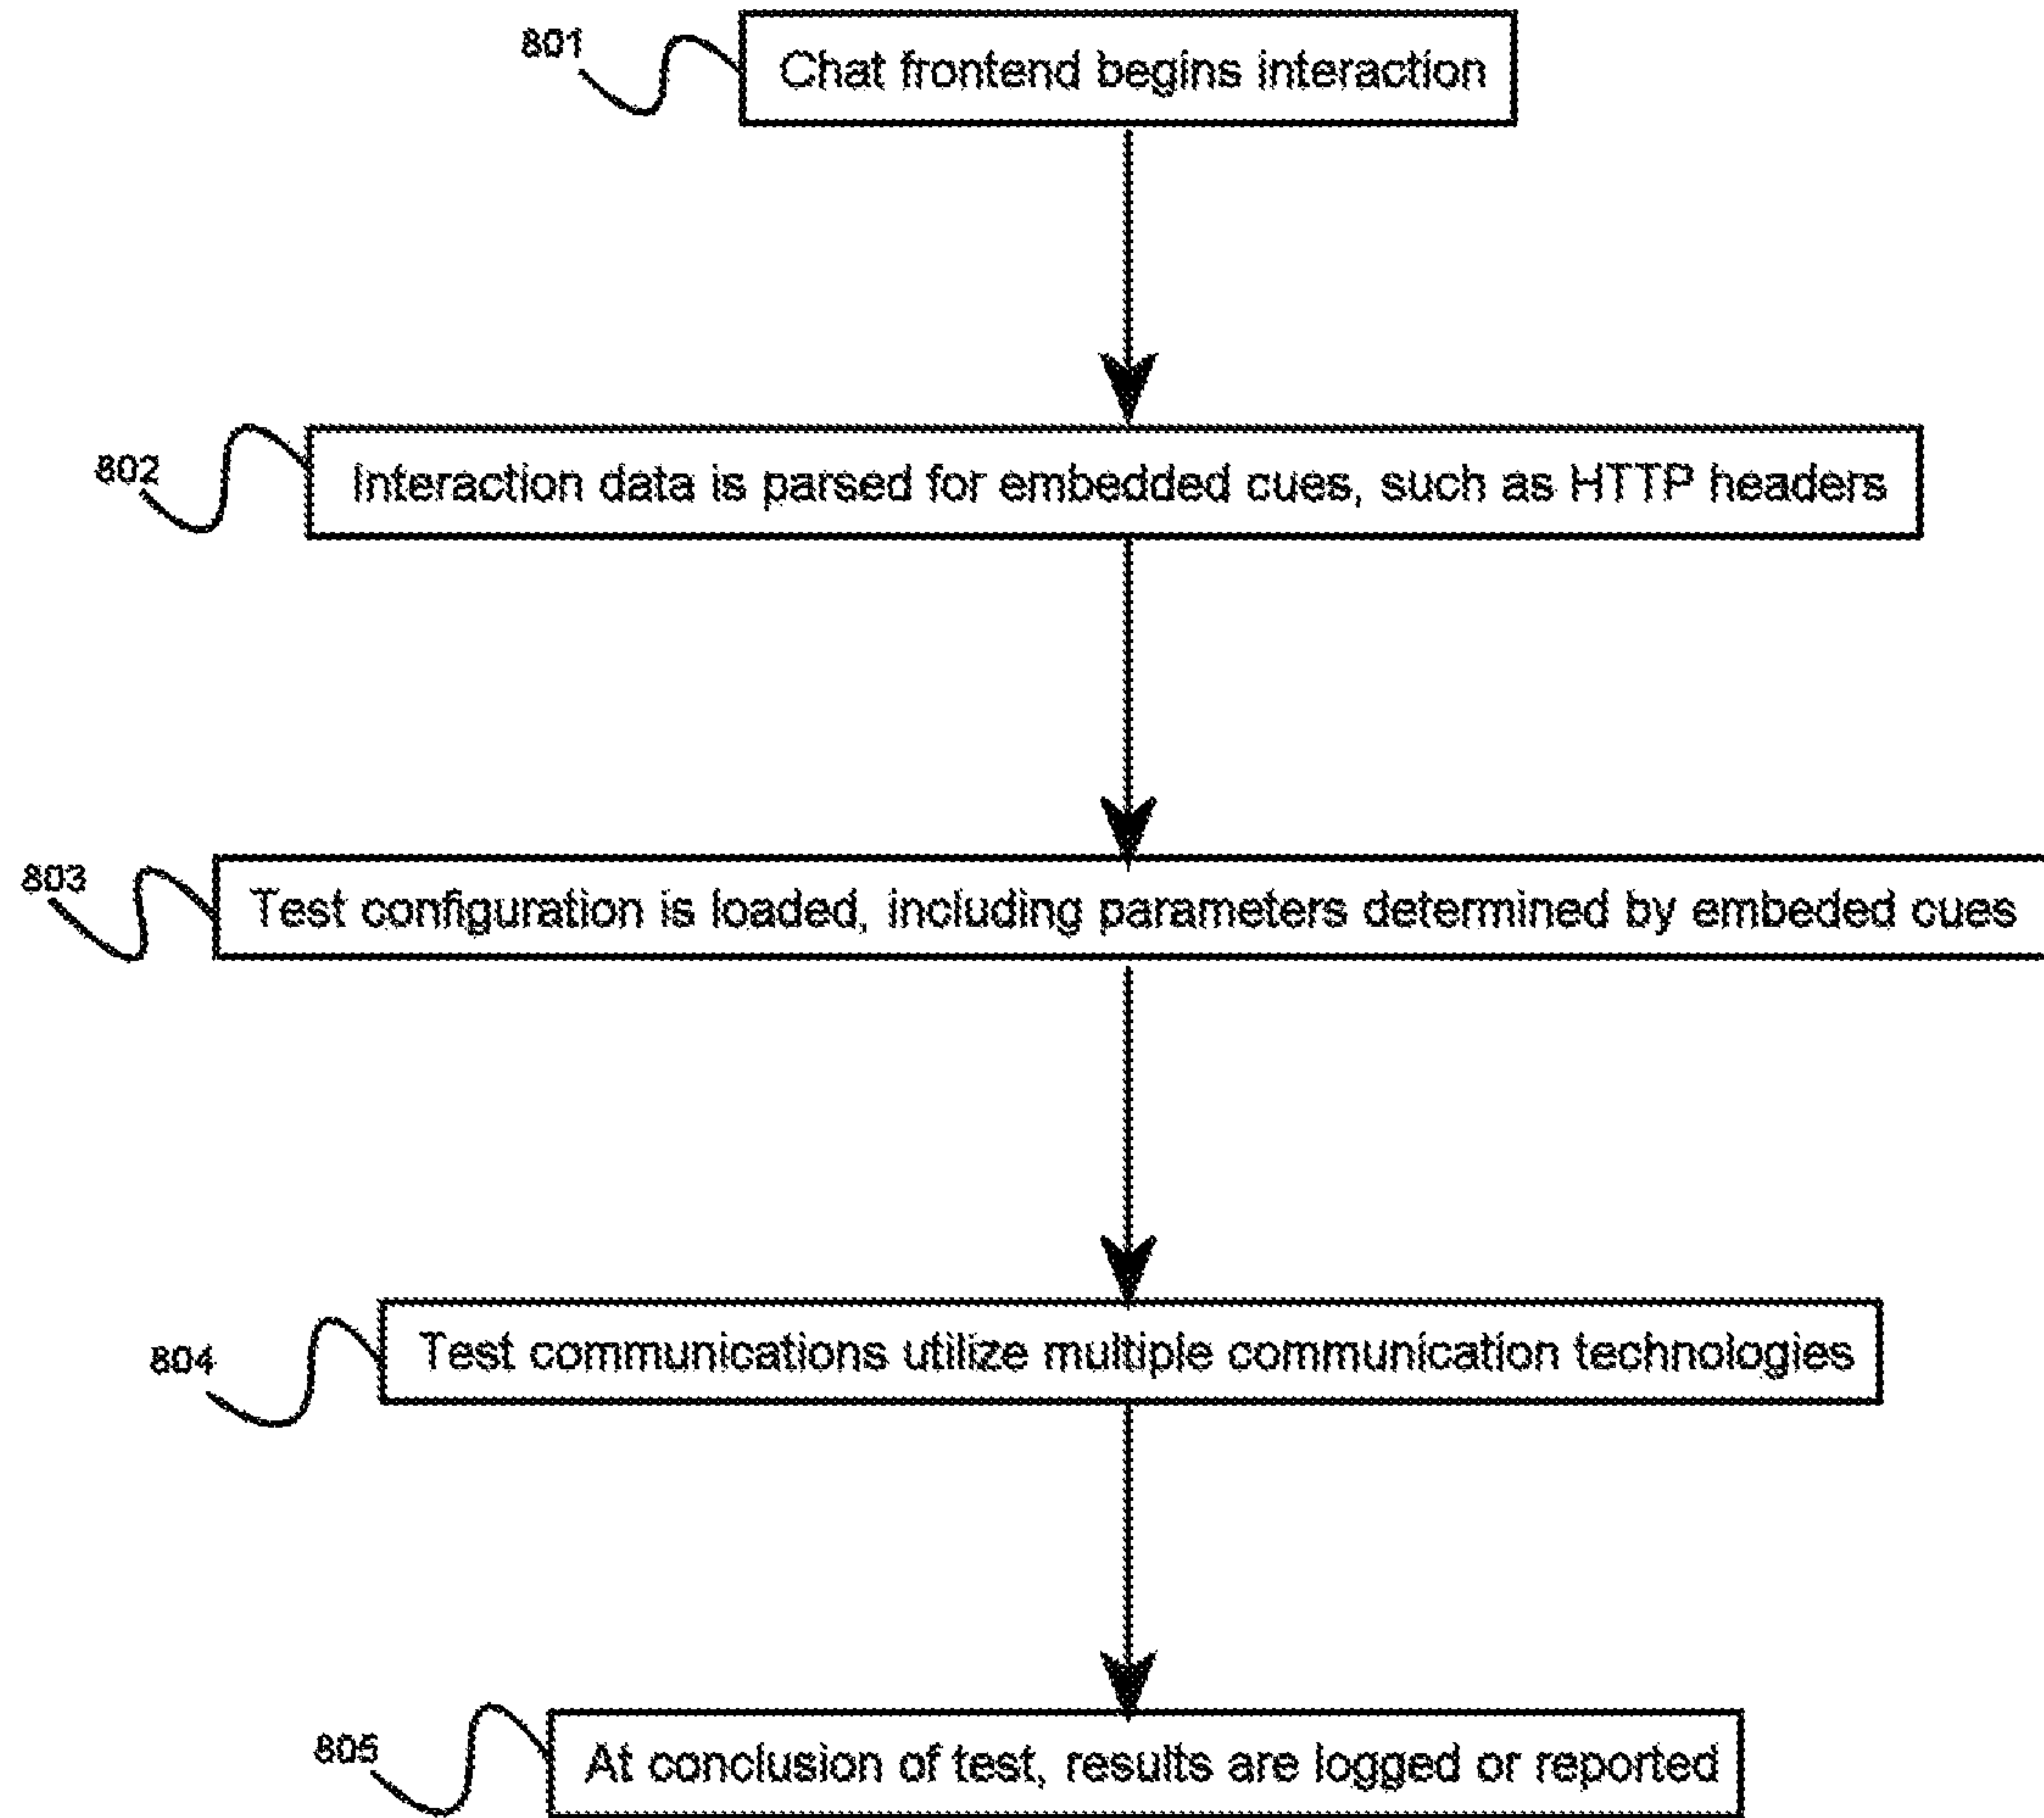 801
Chat frontend begins interaction
802
Interaction data is parsed for embedded cues, such as HTTP headers
803
Test configuration is loaded, including parameters determined by embeded cues
804
Test communications utilize multiple communication technologies
805
At conclusion of test, results are logged or reported